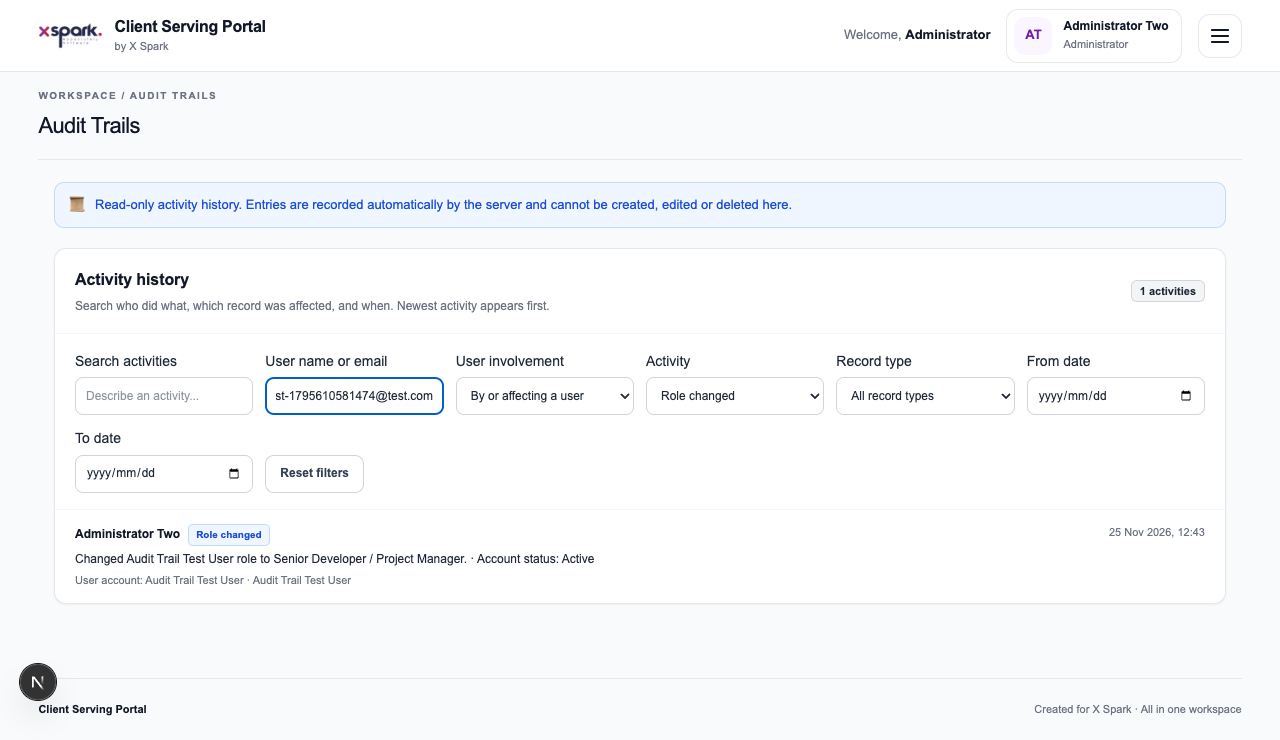 xspark.
Client Serving Portal
by X Spark
Welcome, Administrator
AT
Administrator Two
Administrator
WORKSPACE / AUDIT TRAILS
Audit Trails
Read-only activity history. Entries are recorded automatically by the server and cannot be created, edited or deleted here.
Activity history
Search who did what, which record was affected, and when. Newest activity appears first.
1 activities
Search activities
User name or email
User involvement
Activity
Record type
From date
Describe an activity...
st-1795610581474@test.com
By or affecting a user
Role changed
All record types
yyyy/mm/dd
To date
yyyy/mm/dd
Reset filters
Administrator Two
Role changed
25 Nov 2026, 12:43
Changed Audit Trail Test User role to Senior Developer / Project Manager. · Account status: Active
User account: Audit Trail Test User · Audit Trail Test User
N
Client Serving Portal
Created for X Spark · All in one workspace